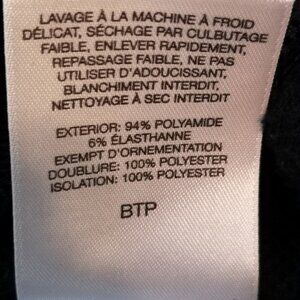 LAVAGE À LA MACHINE À FROID
DÉLICAT, SÉCHAGE PAR CULBUTAGE
FAIBLE, ENLEVER RAPIDEMENT,
REPASSAGE FAIBLE, NE PAS
UTILISER D'ADOUCISSANT,
BLANCHIMENT INTERDIT,
NETTOYAGE À SEC INTERDIT
EXTERIOR: 94% POLYAMIDE
6% ÉLASTHANNE
EXEMPT D'ORNEMENTATION
DOUBLURE: 100% POLYESTER
ISOLATION: 100% POLYESTER
BTP